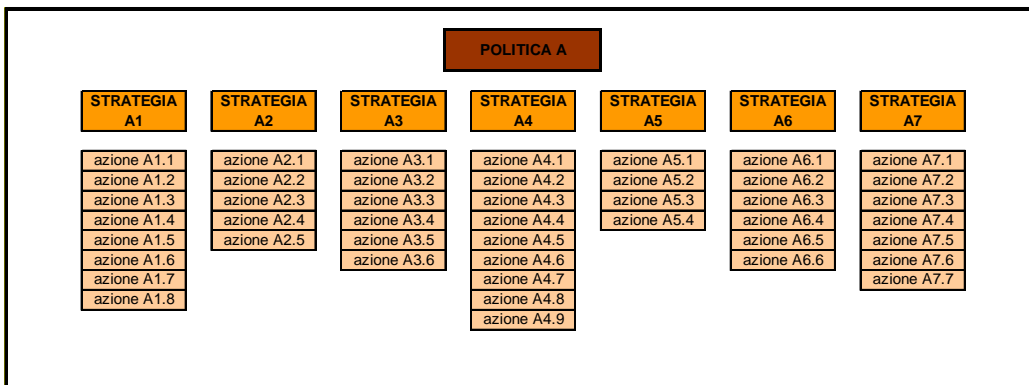 POLITICA A
STRATEGIA A1
STRATEGIA A2
STRATEGIA A3
STRATEGIA A4
STRATEGIA A5
STRATEGIA A6
STRATEGIA A7
azione A1.1
azione A1.2
azione A1.3
azione A1.4
azione A1.5
azione A1.6
azione A1.7
azione A1.8
azione A2.1
azione A2.2
azione A2.3
azione A2.4
azione A2.5
azione A3.1
azione A3.2
azione A3.3
azione A3.4
azione A3.5
azione A3.6
azione A4.1
azione A4.2
azione A4.3
azione A4.4
azione A4.5
azione A4.6
azione A4.7
azione A4.8
azione A4.9
azione A5.1
azione A5.2
azione A5.3
azione A5.4
azione A6.1
azione A6.2
azione A6.3
azione A6.4
azione A6.5
azione A6.6
azione A7.1
azione A7.2
azione A7.3
azione A7.4
azione A7.5
azione A7.6
azione A7.7